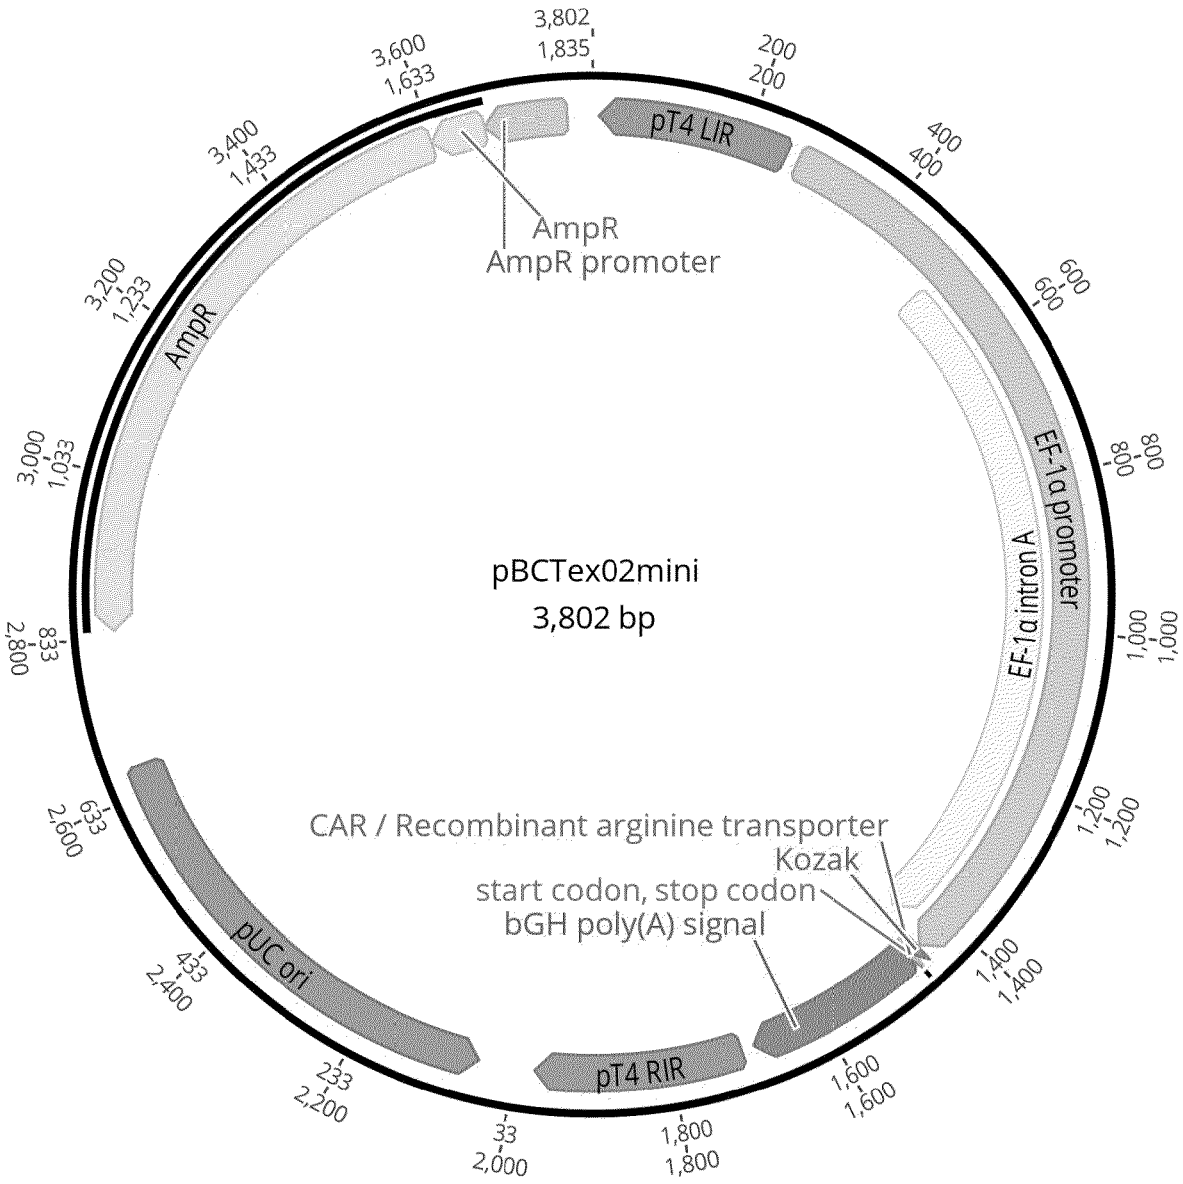 3,802
1,835
200
200
400
400
600
600
800
800
1,000
1,000
1,200
1,200
1,400
1,400
1,600
1,600
1,800
1,800
33
2,000
233
2,200
433
2,400
633
2,600
833
2,800
3,000
1,033
3,200
1,233
3,400
1,433
3,600
1,633
pT4 LIR
EF-1α promoter
EF-1α intron A
AmpR
AmpR promoter
AmpR
pBCTex02mini
3,802 bp
CAR / Recombinant arginine transporter
Kozak
start codon, stop codon
bGH poly(A) signal
pT4 RIR
pUC ori